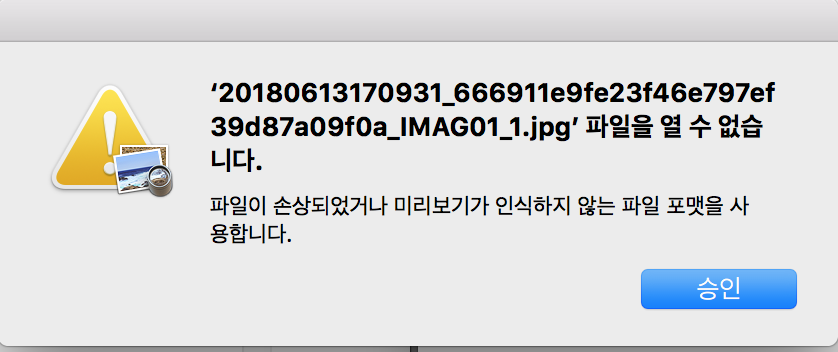 ‘20180613170931_666911e9fe23f46e797ef
39d87a09f0a_IMAG01_1.jpg’ 파일을 열 수 없습
니다.
파일이 손상되었거나 미리보기가 인식하지 않는 파일 포맷을 사
용합니다.
승인